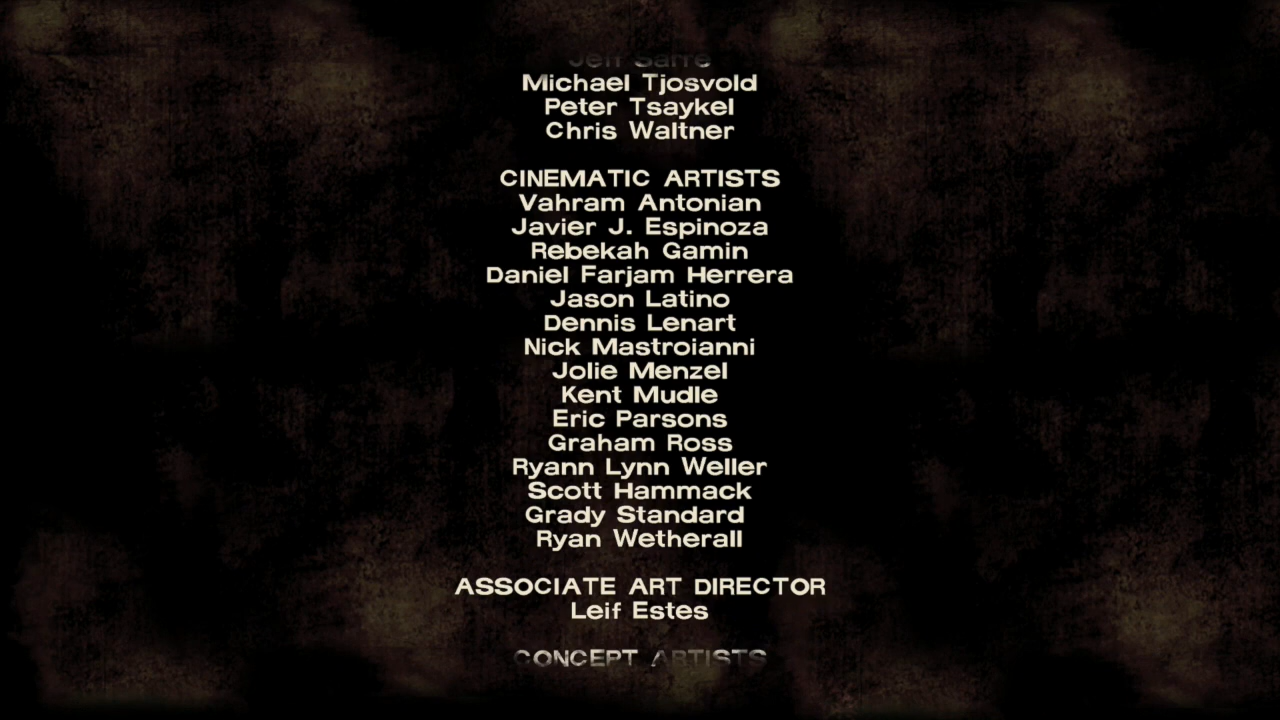 Michael Tjosvold
Peter Tsaykel
Chris Waltner
CINEMATIC ARTISTS
Vahram Antonian
Javier J. Espinoza
Rebekah Gamin
Daniel Farjam Herrera
Jason Latino
Dennis Lenart
Nick Mastroianni
Jolie Menzel
Kent Mudle
Eric Parsons
Graham Ross
Ryann Lynn Weller
Scott Hammack
Grady Standard
Ryan Wetherall
ASSOCIATE ART DIRECTOR
Leif Estes
CONCEPT ARTISTS